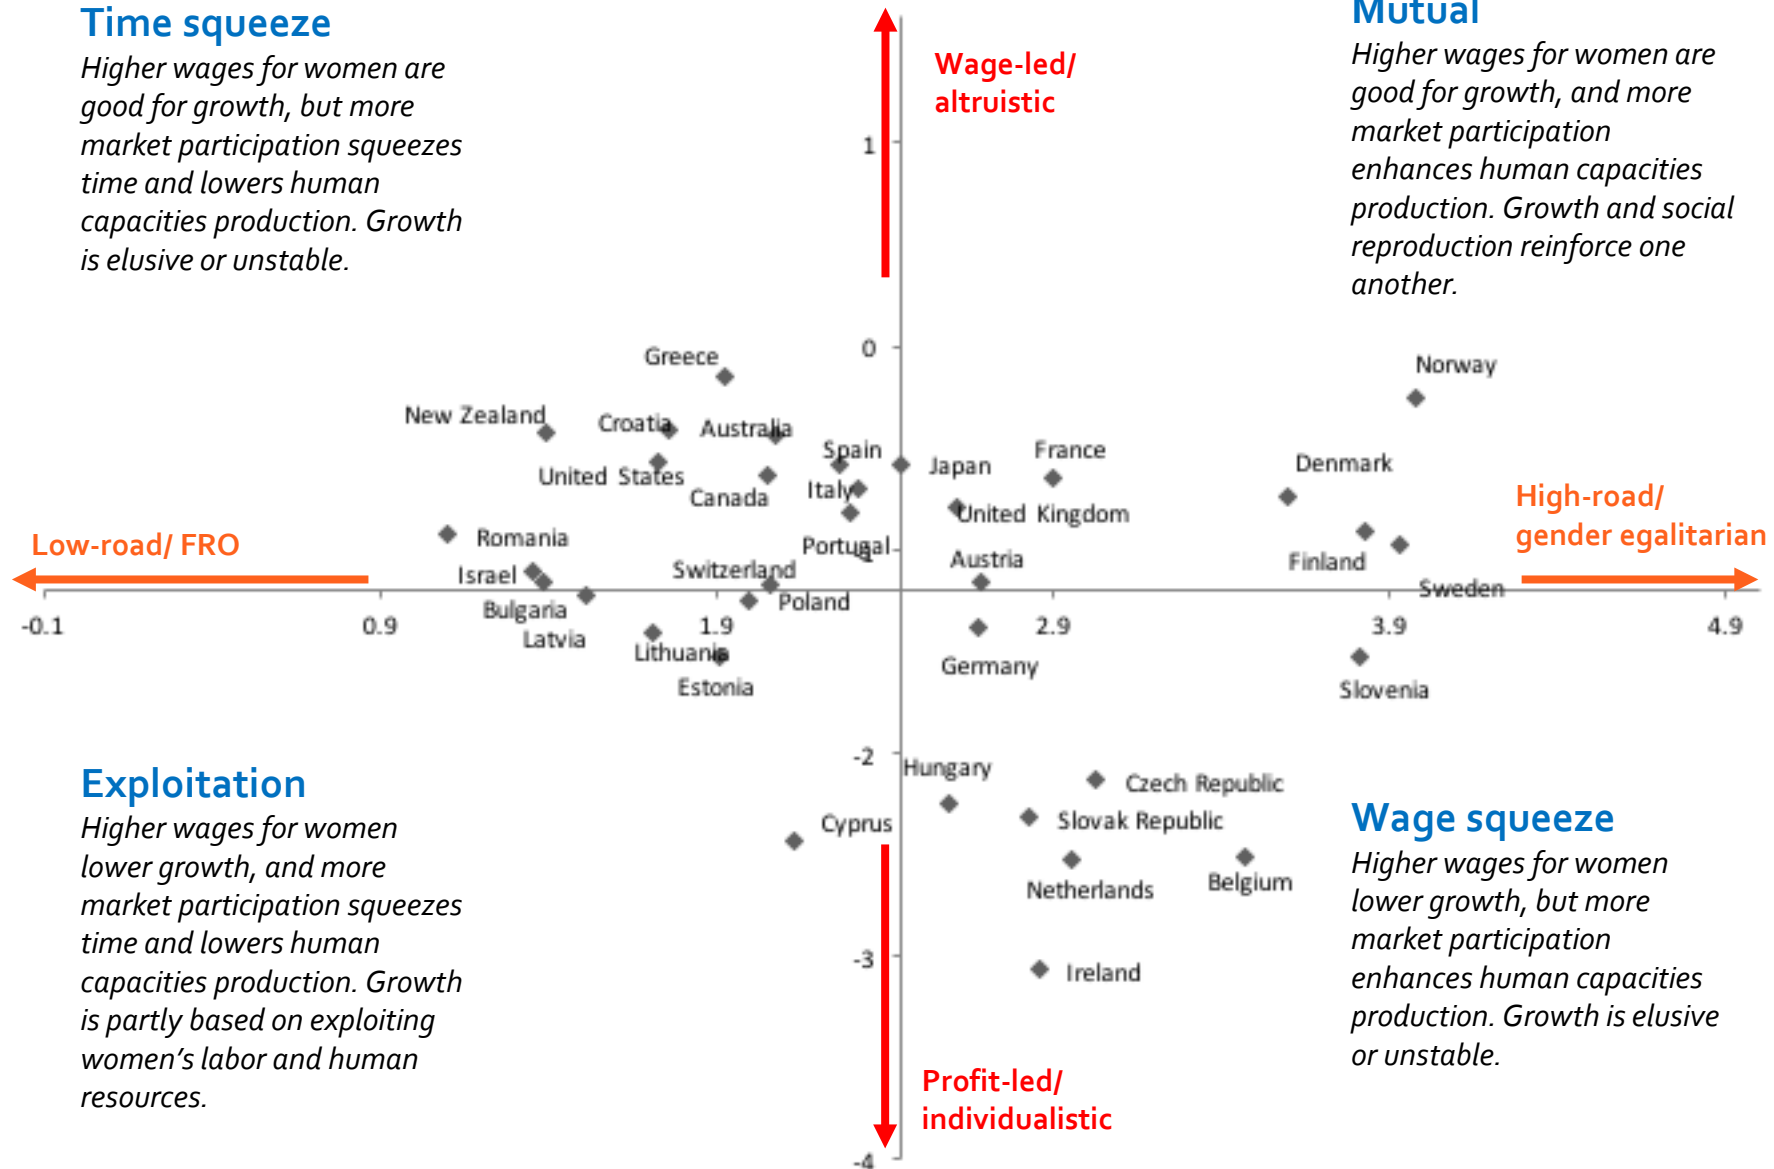 Time squeeze
Higher wages for women are
good for growth, but more
market participation squeezes
time and lowers human
capacities production. Growth
is elusive or unstable.
Wage-led/
altruistic
Mutual
Higher wages for women are
good for growth, and more
market participation
enhances human capacities
production. Growth and social
reproduction reinforce one
another.
1
0
Greece
Norway
New Zealand
Croatia
Australia
Spain
Japan
France
Denmark
United States
Canada
Italy
United Kingdom
High-road/
gender egalitarian
Low-road/ FRO
Romania
Portugal
-1
Austria
Finland
Israel
Switzerland
Sweden
Bulgaria
Poland
-0.1
0.9
1.9
2.9
3.9
4.9
Latvia
Lithuania
Germany
Estonia
Slovenia
-2
Hungary
Czech Republic
Cyprus
Slovak Republic
Netherlands
Belgium
-3
Ireland
-4
Exploitation
Higher wages for women
lower growth, and more
market participation squeezes
time and lowers human
capacities production. Growth
is partly based on exploiting
women's labor and human
resources.
Profit-led/
individualistic
Wage squeeze
Higher wages for women
lower growth, but more
market participation
enhances human capacities
production. Growth is elusive
or unstable.